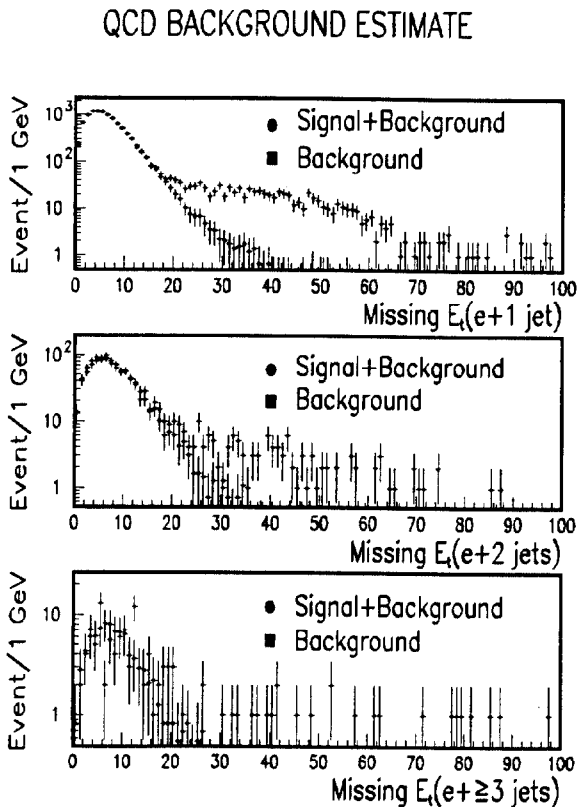 QCD BACKGROUND ESTIMATE
Event/1 GeV
10³
10²
10
1
Signal+Background
Background
0 10 20 30 40 50 60 70 80 90 100
Missing Eₜ(e+1 jet)
Event/1 GeV
10²
10
1
Signal+Background
Background
0 10 20 30 40 50 60 70 80 90 100
Missing Eₜ(e+2 jets)
Event/1 GeV
10
1
Signal+Background
Background
0 10 20 30 40 50 60 70 80 90 100
Missing Eₜ(e+≧3 jets)